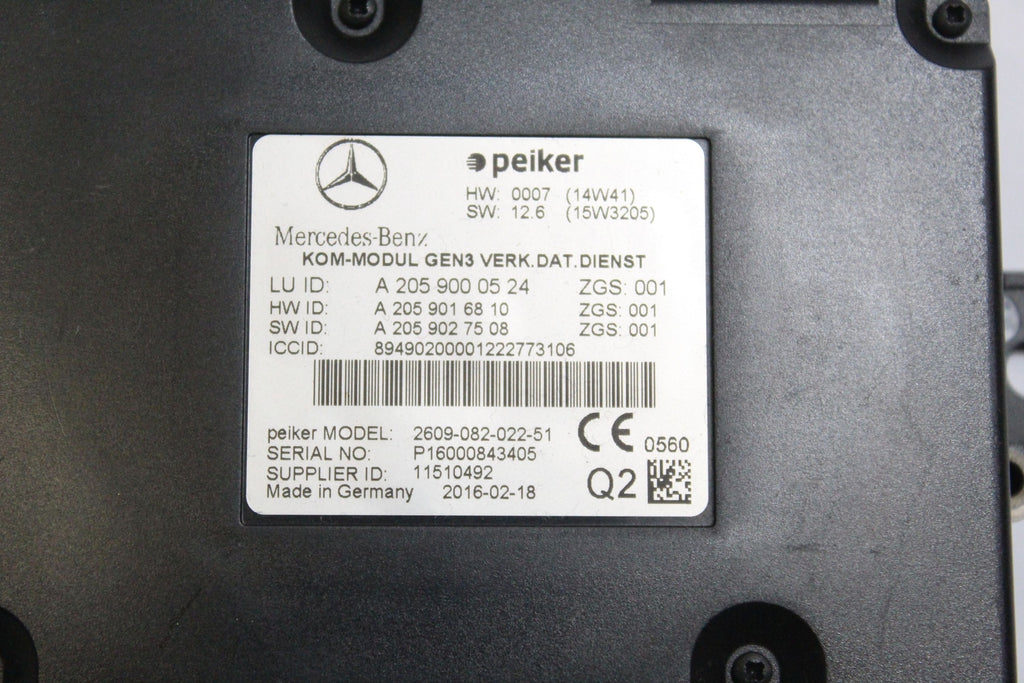 peiker
HW: 0007 (14W41)
SW: 12.6 (15W3205)
Mercedes-Benz
KOM-MODUL GEN3 VERK.DAT.DIENST
LU ID: A 205 900 05 24 ZGS: 001
HW ID: A 205 901 68 10 ZGS: 001
SW ID: A 205 902 75 08 ZGS: 001
ICCID: 89490200001222773106
peiker MODEL: 2609-082-022-51
SERIAL NO: P16000843405
SUPPLIER ID: 11510492
Made in Germany 2016-02-18
CE 0560
Q2